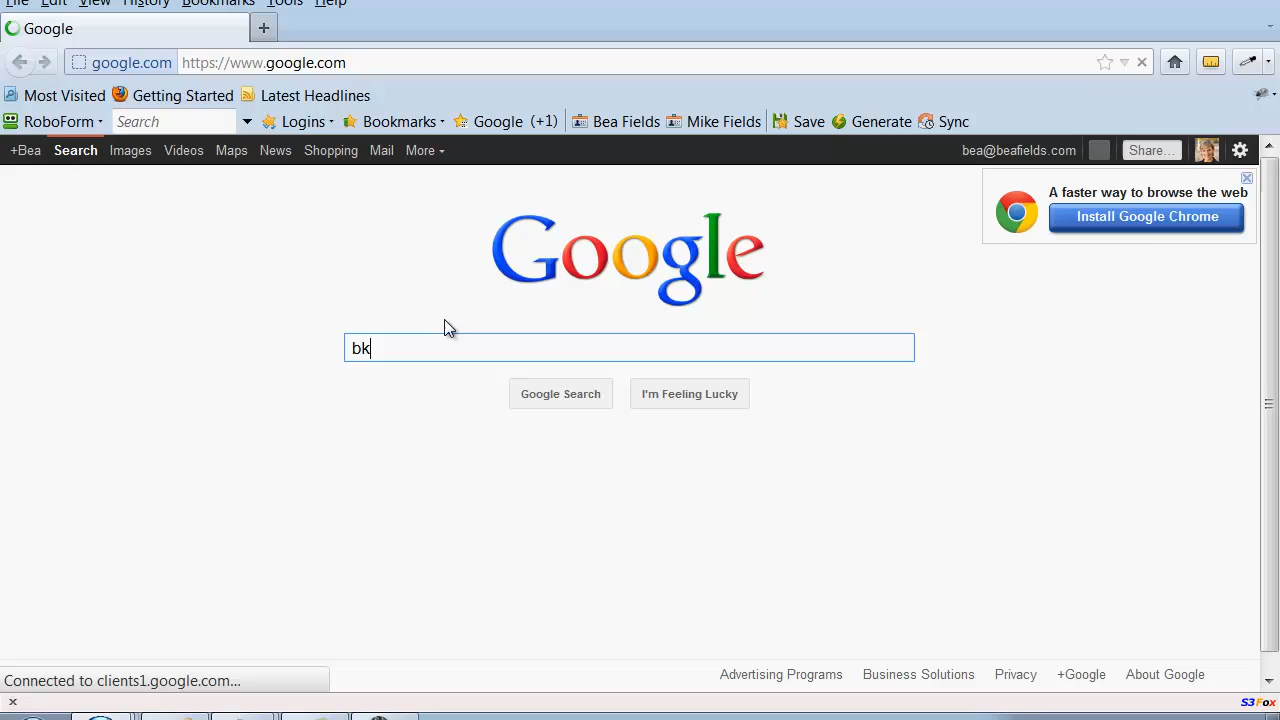 File Edit View History Bookmarks Tools Help
Google
google.com https://www.google.com
Most Visited Getting Started Latest Headlines
RoboForm Search Logins Bookmarks Google (+1) Bea Fields Mike Fields Save Generate Sync
+Bea Search Images Videos Maps News Shopping Mail More bea@beafields.com Share...
A faster way to browse the web
Install Google Chrome
Google
bk
Google Search I'm Feeling Lucky
Advertising Programs Business Solutions Privacy +Google About Google
Connected to clients1.google.com...
S3Fox